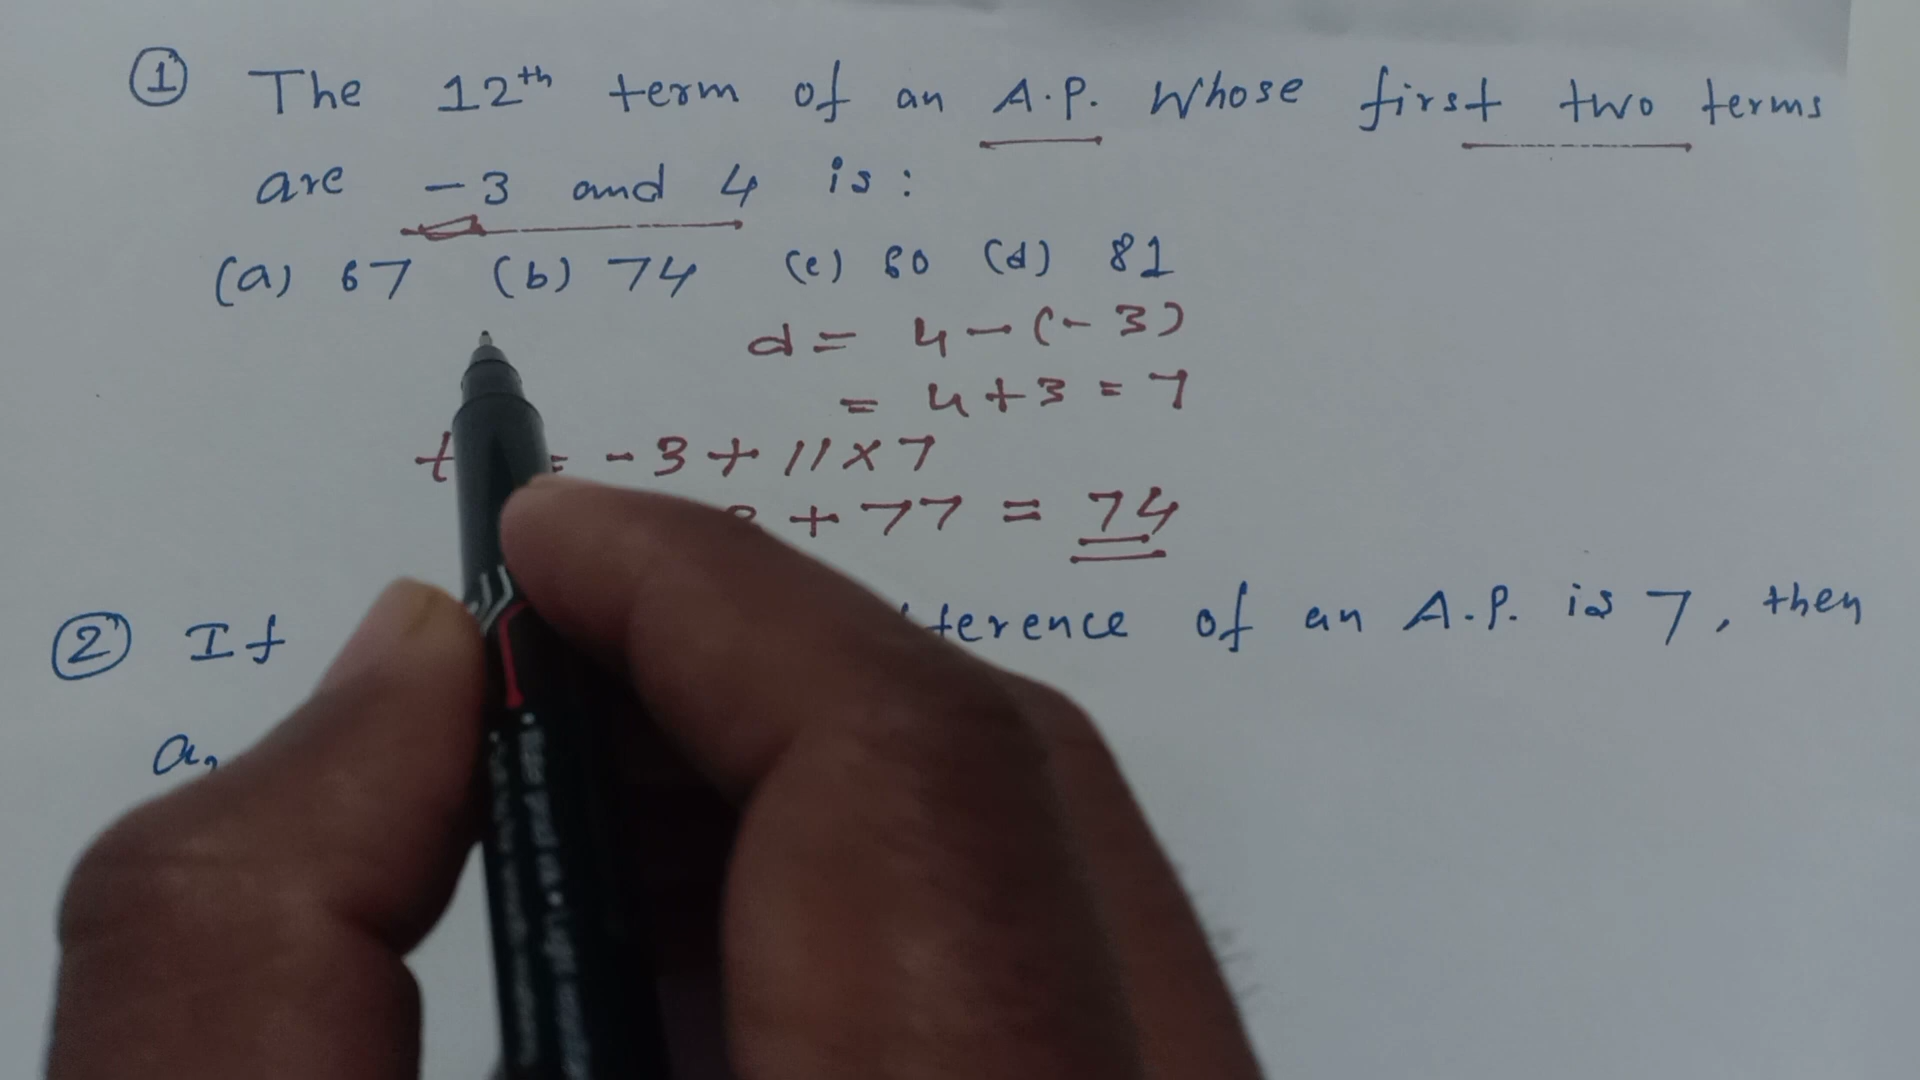 ① The 12th term of an A.P. Whose first two terms
are -3 and 4 is:
(a) 67 (b) 74 (c) 80 (d) 81
d = 4 - (- 3)
= 4 + 3 = 7
t = - 3 + 11 × 7
+ 77 = 74
② If of an A.P. is 7, then